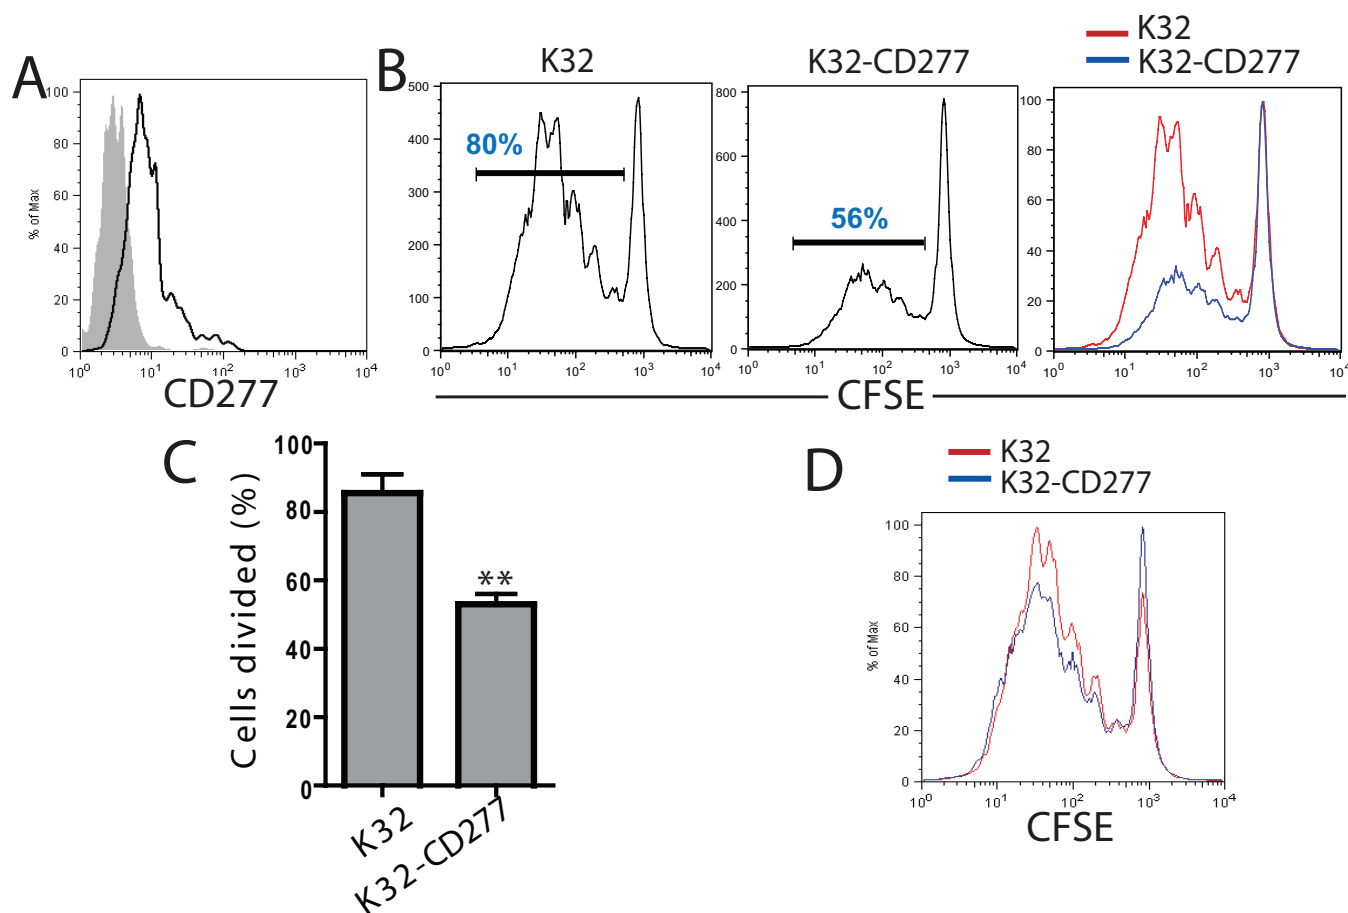 A
% of Max
100
80
60
40
20
0
10^0 10^1 10^2 10^3 10^4
CD277
B
K32
500
400
300
200
100
0
80%
10^0 10^1 10^2 10^3 10^4
K32-CD277
800
600
400
200
0
56%
10^0 10^1 10^2 10^3 10^4
K32
K32-CD277
100
80
60
40
20
0
10^0 10^1 10^2 10^3 10^4
CFSE
C
Cells divided (%)
100
80
60
40
20
0
**
K32
K32-CD277
D
K32
K32-CD277
% of Max
100
80
60
40
20
0
10^0 10^1 10^2 10^3 10^4
CFSE